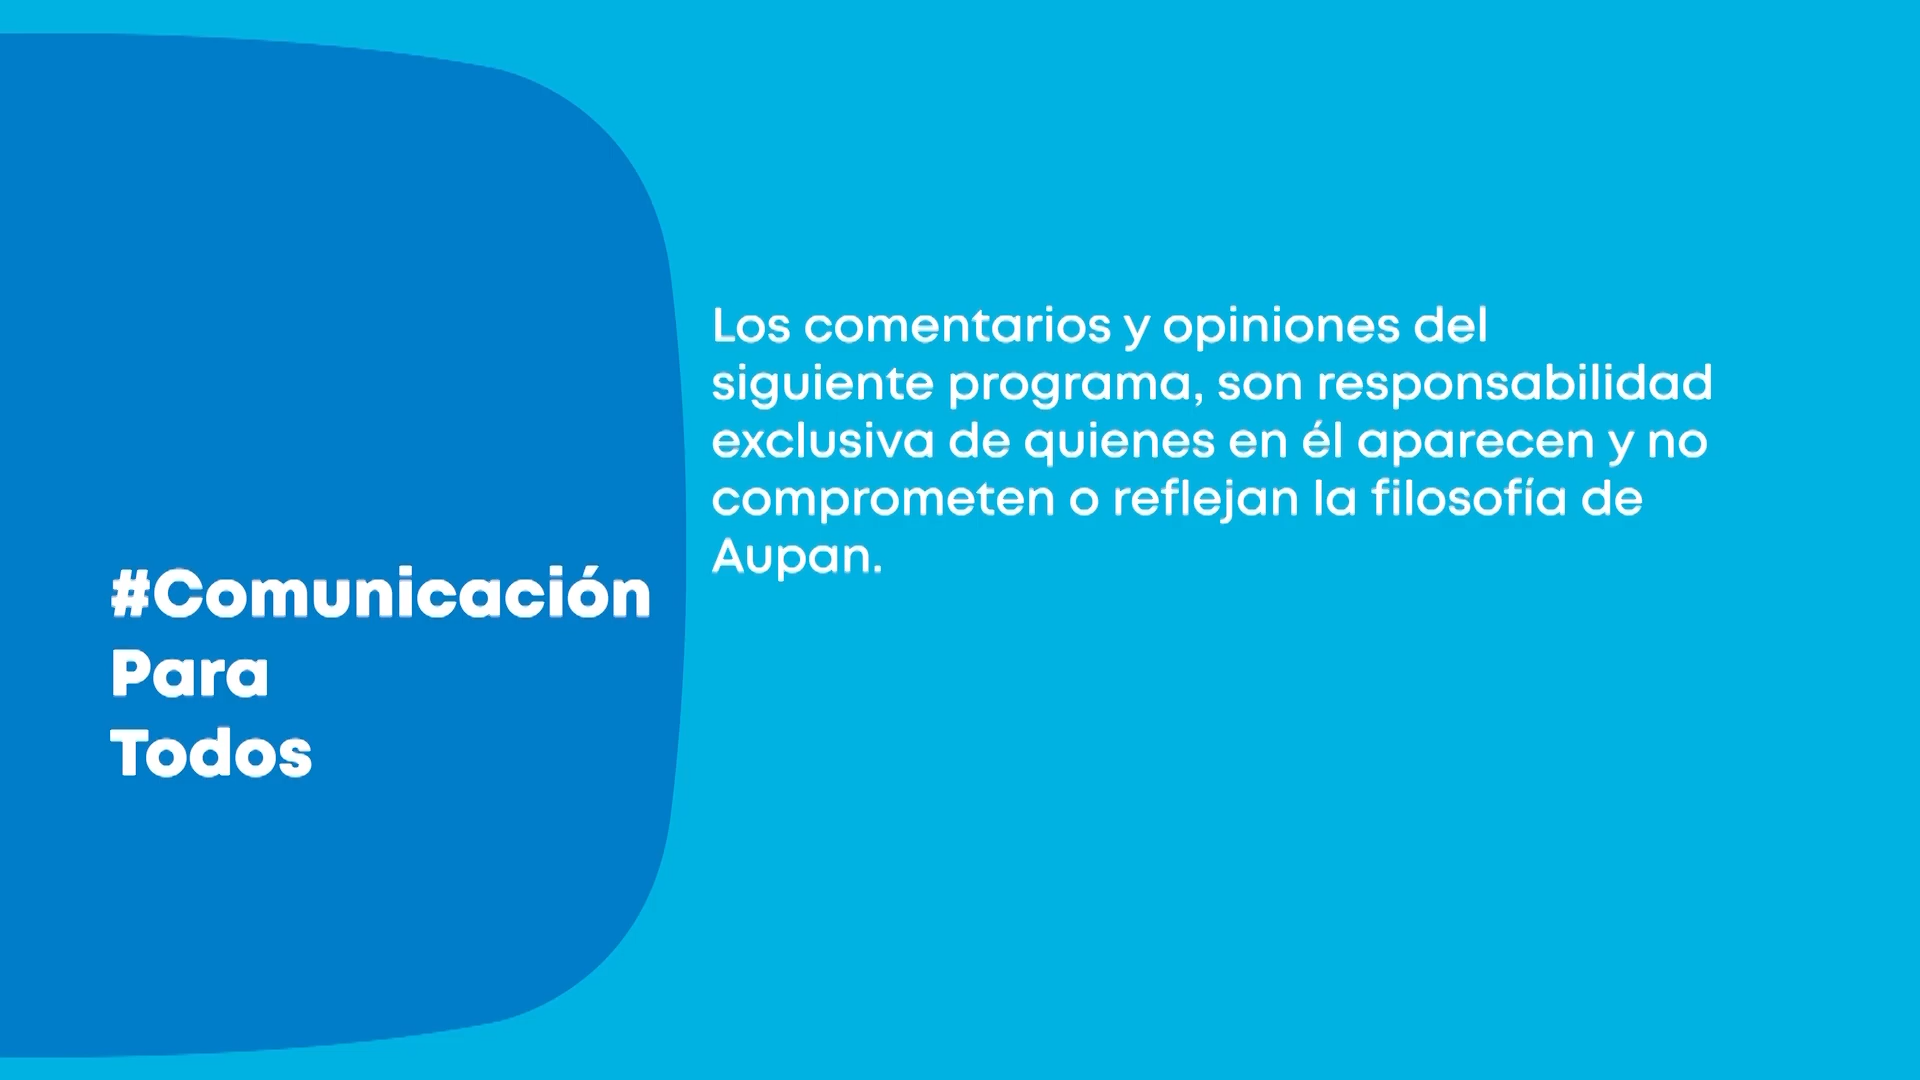 #Comunicación
Para
Todos
Los comentarios y opiniones del
siguiente programa, son responsabilidad
exclusiva de quienes en él aparecen y no
comprometen o reflejan la filosofía de
Aupan.